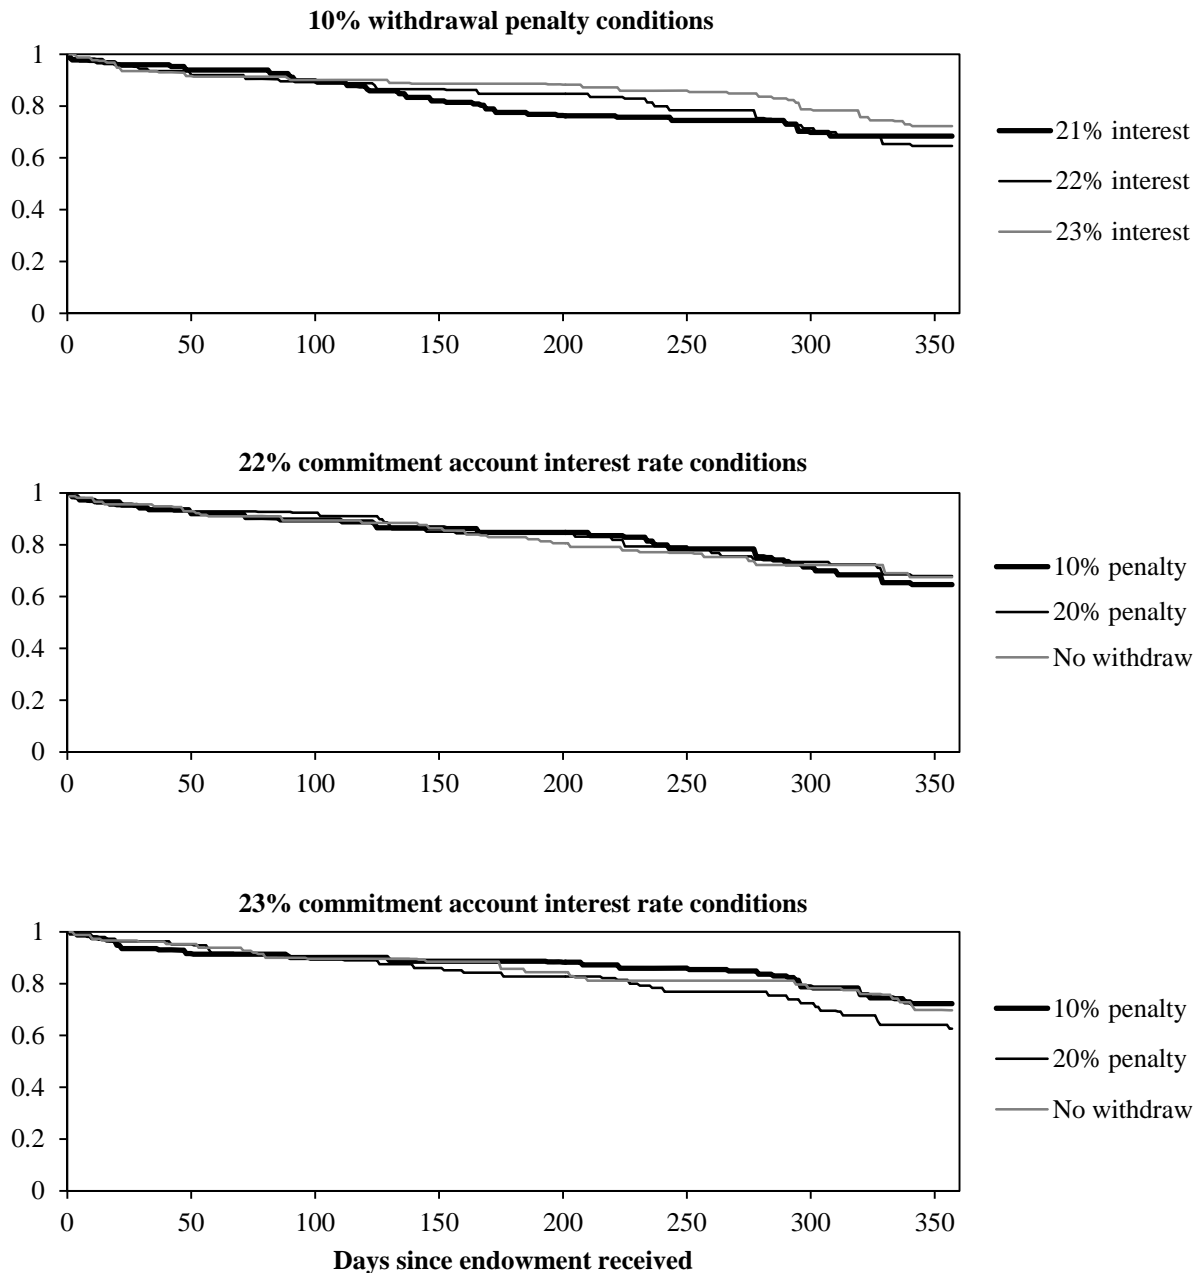 10% withdrawal penalty conditions
1
0.8
0.6
0.4
0.2
0
0 50 100 150 200 250 300 350
21% interest
22% interest
23% interest
22% commitment account interest rate conditions
1
0.8
0.6
0.4
0.2
0
0 50 100 150 200 250 300 350
10% penalty
20% penalty
No withdraw
23% commitment account interest rate conditions
1
0.8
0.6
0.4
0.2
0
0 50 100 150 200 250 300 350
10% penalty
20% penalty
No withdraw
Days since endowment received